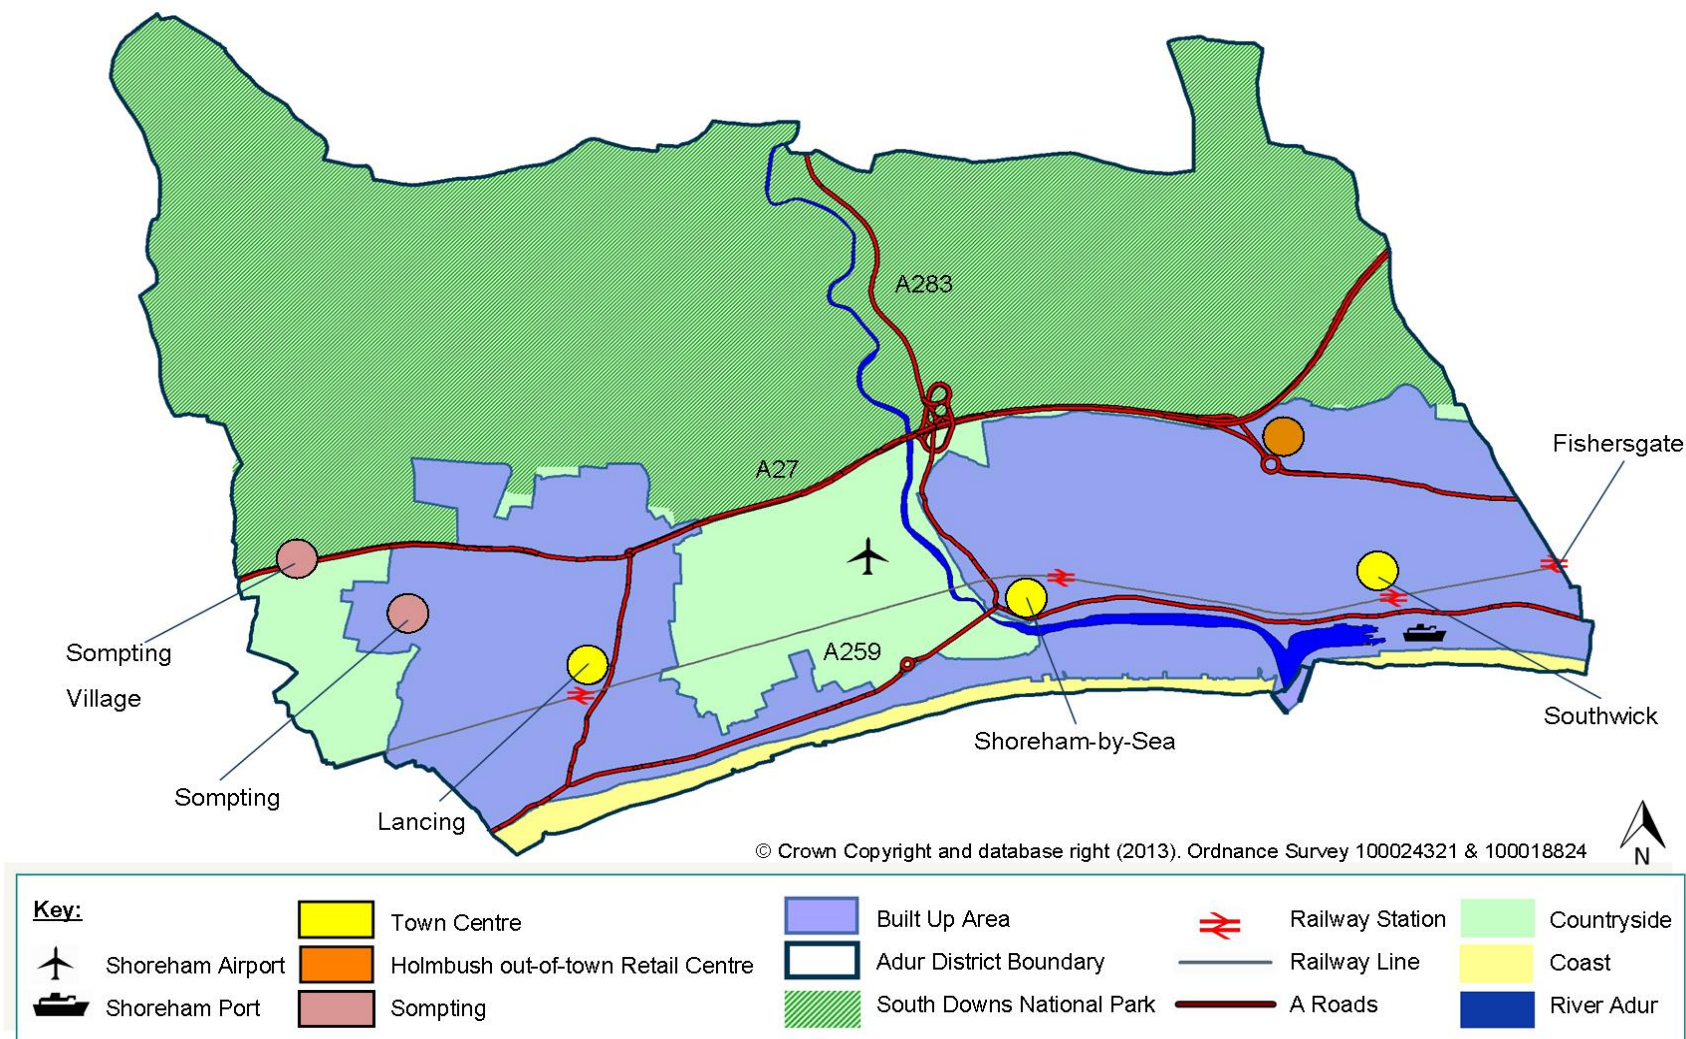 A283
Fishersgate
A27
Sompting
Village
A259
Southwick
Shoreham-by-Sea
Sompting
Lancing
© Crown Copyright and database right (2013). Ordnance Survey 100024321 & 100018824
N
Key:
Town Centre
Built Up Area
Railway Station
Countryside
Shoreham Airport
Holmbush out-of-town Retail Centre
Adur District Boundary
Railway Line
Coast
Shoreham Port
Sompting
South Downs National Park
A Roads
River Adur